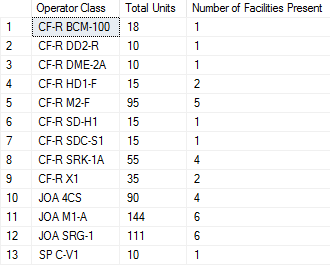 Operator Class Total Units Number of Facilities Present
1 CF-R BCM-100 18 1
2 CF-R DD2-R 10 1
3 CF-R DME-2A 10 1
4 CF-R HD1-F 15 2
5 CF-R M2-F 95 5
6 CF-R SD-H1 15 1
7 CF-R SDC-S1 15 1
8 CF-R SRK-1A 55 4
9 CF-R X1 35 2
10 JOA 4CS 90 4
11 JOA M1-A 144 6
12 JOA SRG-1 111 6
13 SP C-V1 10 1